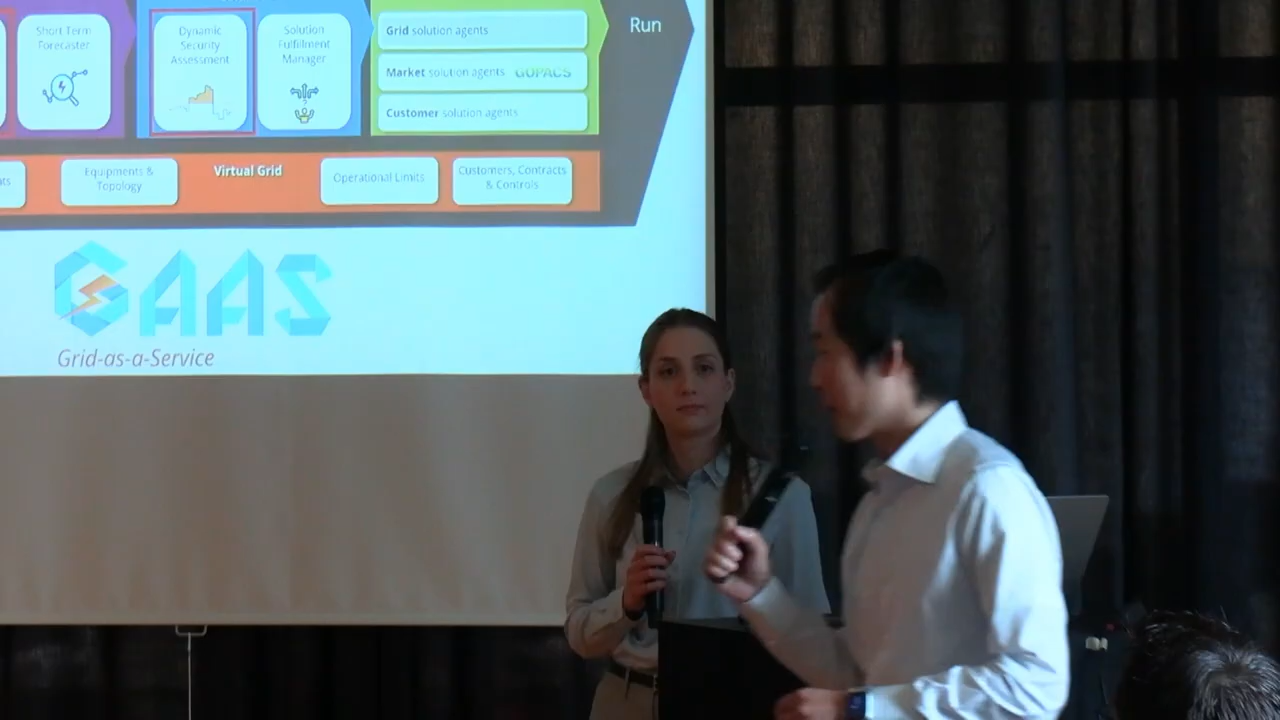 Short Term
Forecaster
Dynamic
Security
Assessment
Solution
Fulfillment
Manager
Grid solution agents
Market solution agents GOPACS
Customer solution agents
Run
Equipments &
Topology
Virtual Grid
Operational Limits
Customers, Contracts
& Controls
GAAS
Grid-as-a-Service